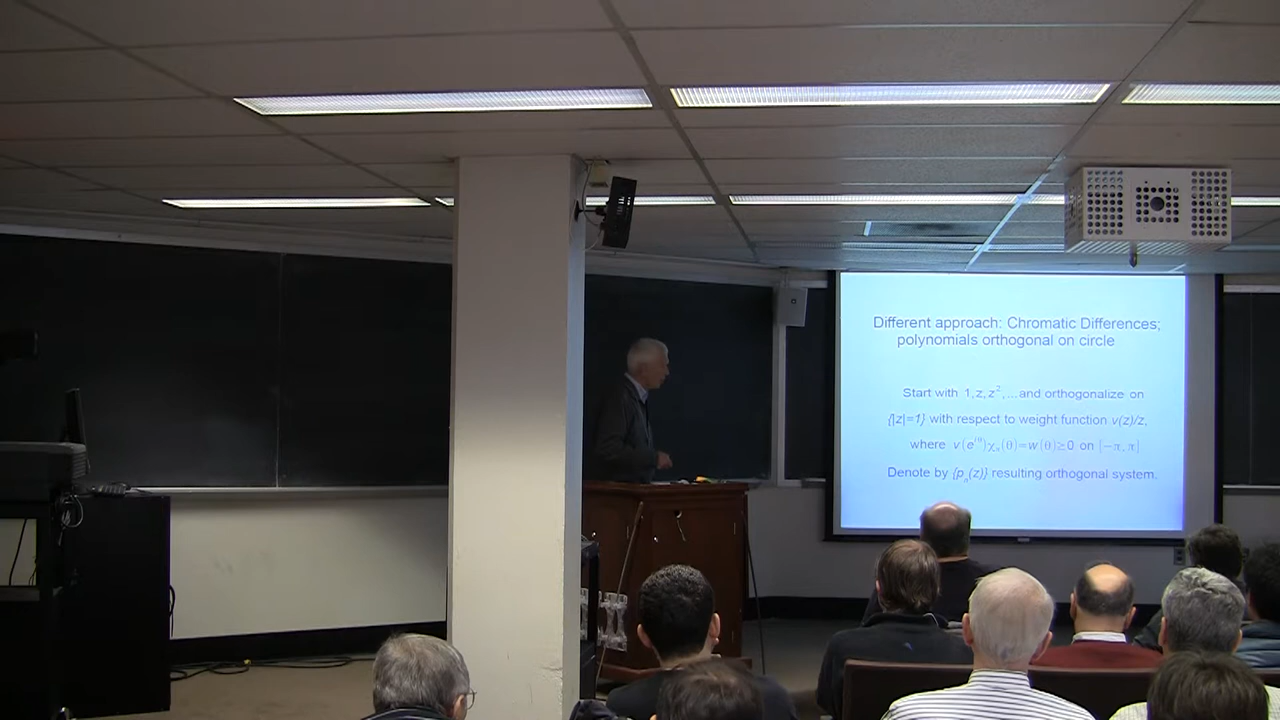 Different approach: Chromatic Differences;
polynomials orthogonal on circle
Start with 1, z, z², ... and orthogonalize on
{|z|=1} with respect to weight function v(z)/z,
where v(e^{iθ})χ_π(θ)=w(θ)≥0 on [−π, π]
Denote by {p_n(z)} resulting orthogonal system.